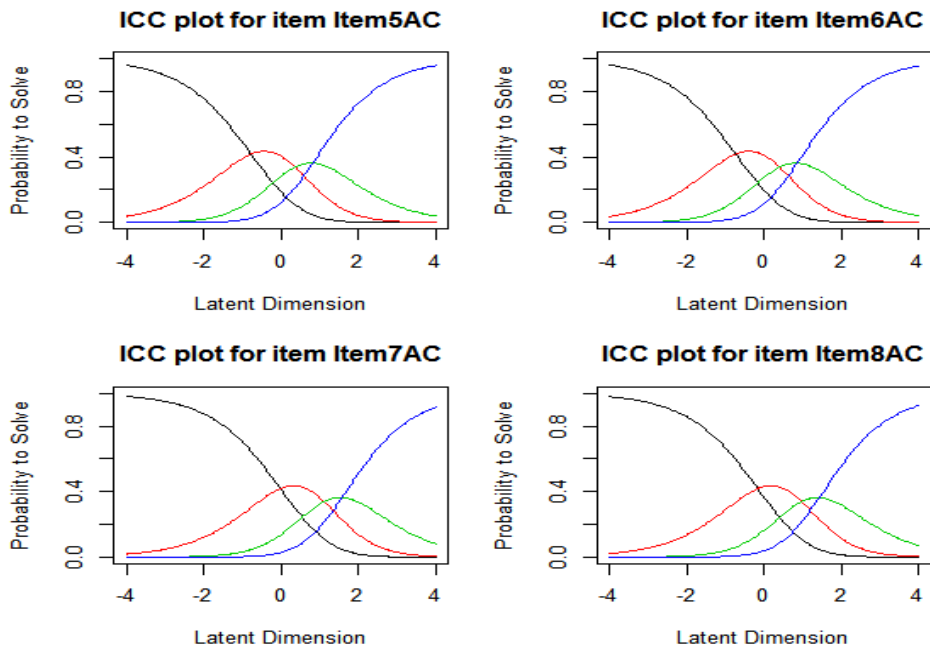 ICC plot for item Item5AC
Probability to Solve
0.8
0.4
0.0
-4 -2 0 2 4
Latent Dimension
ICC plot for item Item6AC
Probability to Solve
0.8
0.4
0.0
-4 -2 0 2 4
Latent Dimension
ICC plot for item Item7AC
Probability to Solve
0.8
0.4
0.0
-4 -2 0 2 4
Latent Dimension
ICC plot for item Item8AC
Probability to Solve
0.8
0.4
0.0
-4 -2 0 2 4
Latent Dimension